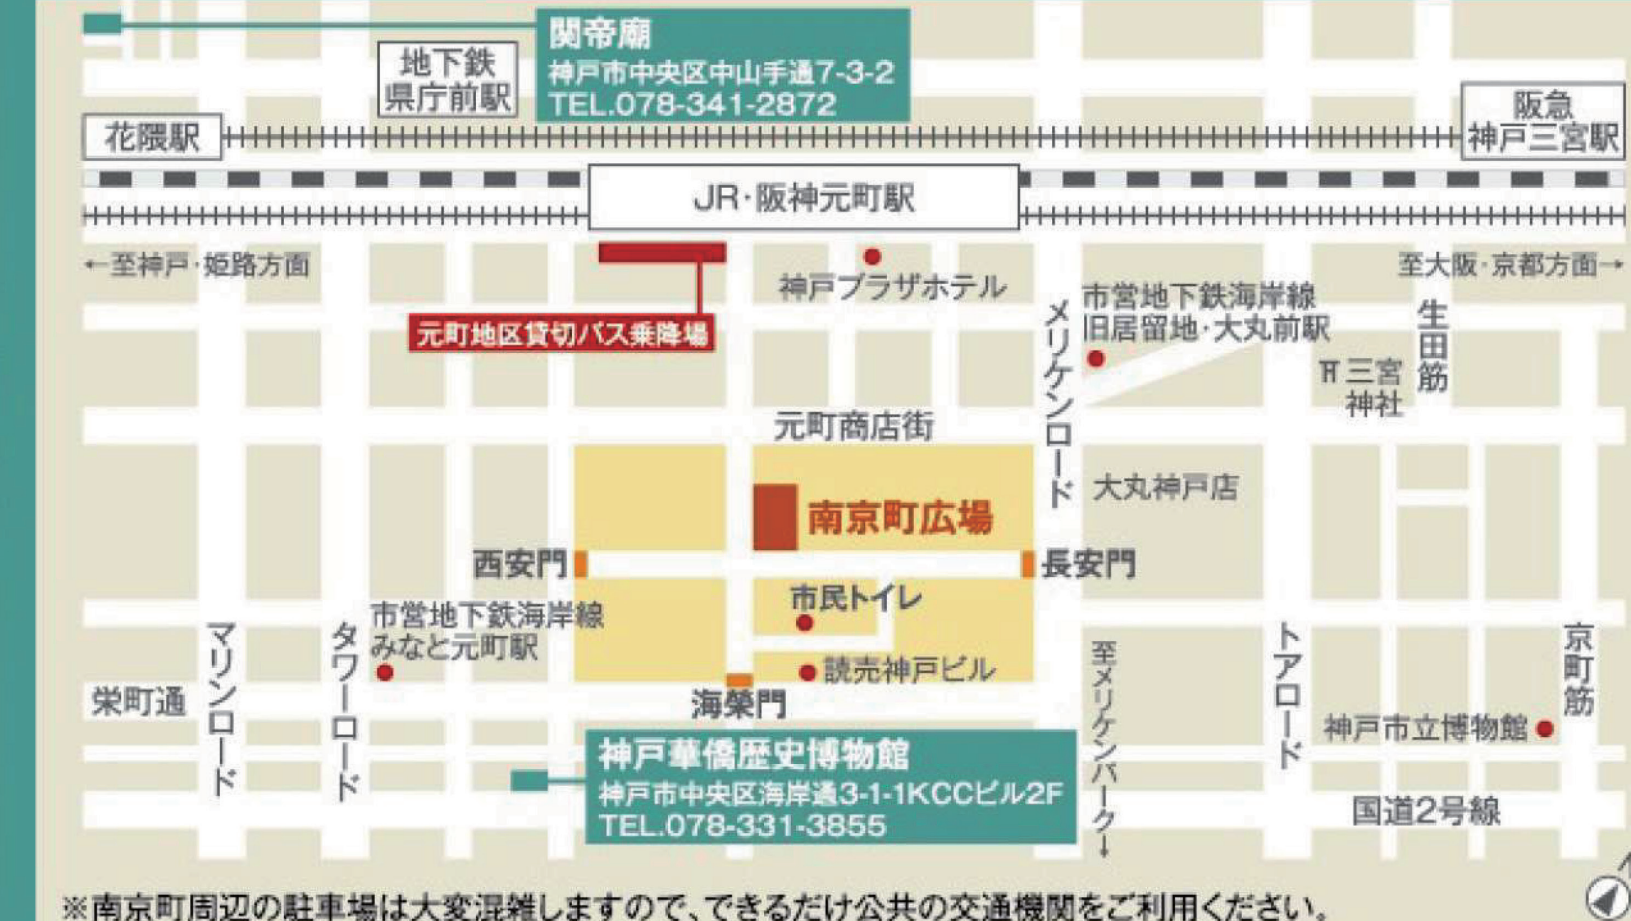 関帝廟
神戸市中央区中山手通7-3-2
TEL.078-341-2872
地下鉄
県庁前駅
花隈駅
阪急
神戸三宮駅
JR・阪神元町駅
←至神戸・姫路方面
至大阪・京都方面→
神戸プラザホテル
元町地区貸切バス乗降場
市営地下鉄海岸線
旧居留地・大丸前駅
メリケンロード
生田筋
三宮
神社
元町商店街
大丸神戸店
南京町広場
西安門
長安門
市民トイレ
市営地下鉄海岸線
みなと元町駅
読売神戸ビル
海榮門
栄町通
マリンロード
タワーロード
至メリケンパーク→
トアロード
京町筋
神戸市立博物館
神戸華僑歴史博物館
神戸市中央区海岸通3-1-1KCCビル2F
TEL.078-331-3855
国道2号線
※南京町周辺の駐車場は大変混雑しますので、できるだけ公共の交通機関をご利用ください。